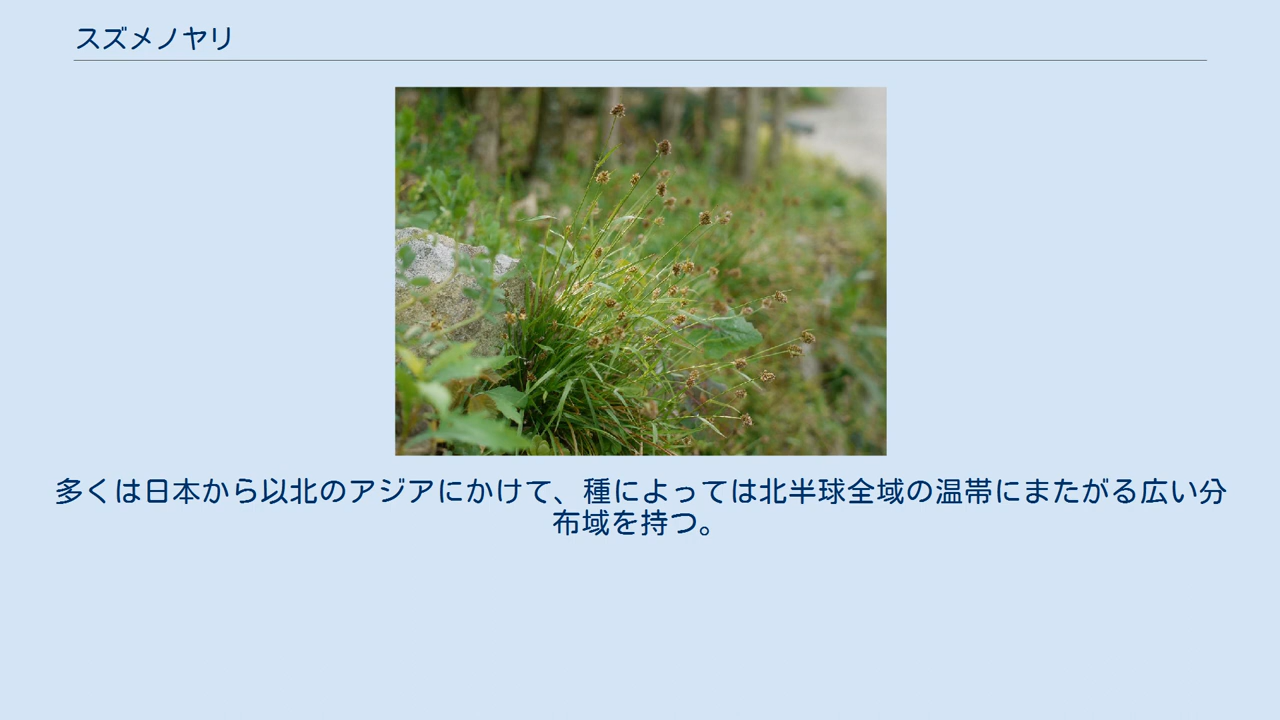 スズメノヤリ
多くは日本から以北のアジアにかけて、種によっては北半球全域の温帯にまたがる広い分
布域を持つ。